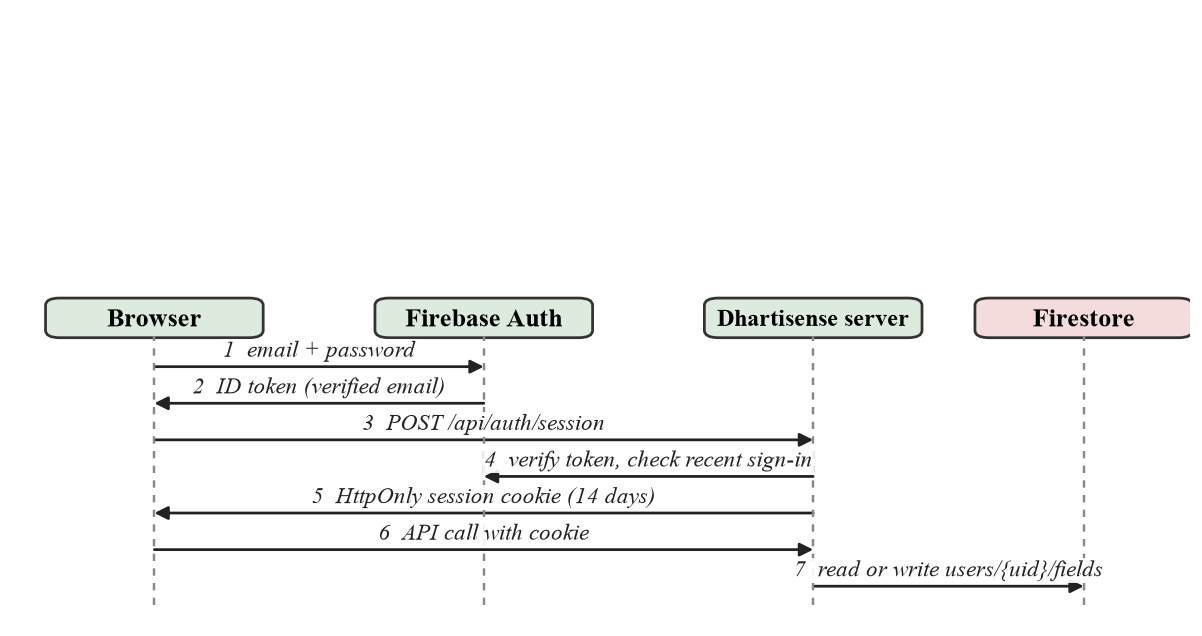 Browser
Firebase Auth
Dhartisense server
Firestore
1 email + password
2 ID token (verified email)
3 POST /api/auth/session
4 verify token, check recent sign-in
5 HttpOnly session cookie (14 days)
6 API call with cookie
7 read or write users/{uid}/fields